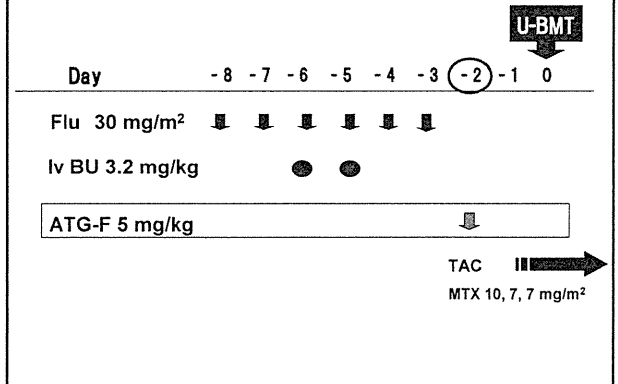 U-BMT
Day - 8 - 7 - 6 - 5 - 4 - 3 - 2 - 1 0
Flu 30 mg/m²
Iv BU 3.2 mg/kg
ATG-F 5 mg/kg
TAC
MTX 10, 7, 7 mg/m²